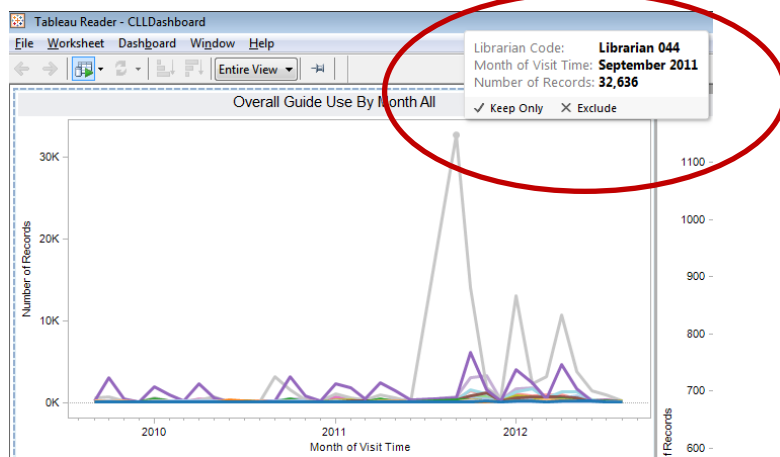 Tableau Reader - CLLDashboard
File Worksheet Dashboard Window Help
Entire View
Librarian Code: Librarian 044
Month of Visit Time: September 2011
Number of Records: 32,636
✓ Keep Only ✕ Exclude
Overall Guide Use By Month All
30K
20K
10K
0K
Number of Records
2010 2011 2012
Month of Visit Time
1100
1000
900
800
700
600
f Records